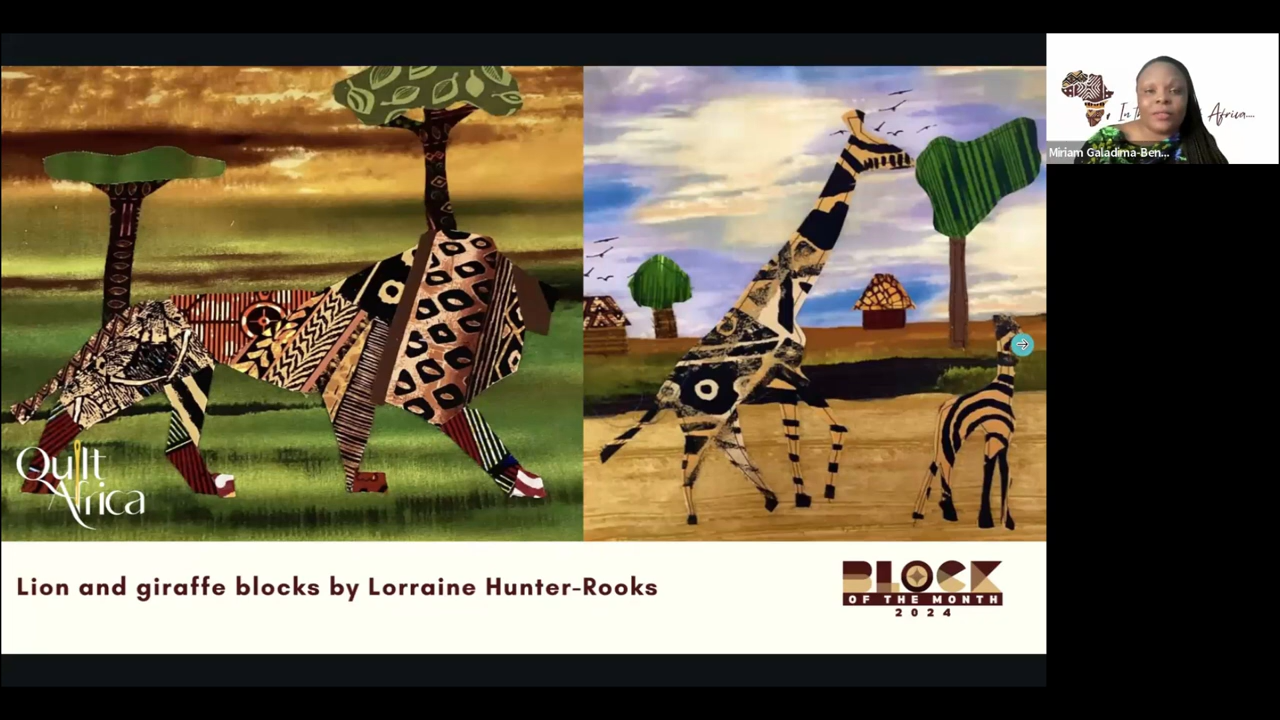 In
Africa....
Miriam Galadima-Ben...
Quilt
Africa
Lion and giraffe blocks by Lorraine Hunter-Rooks
BLOCK
OF THE MONTH
2024